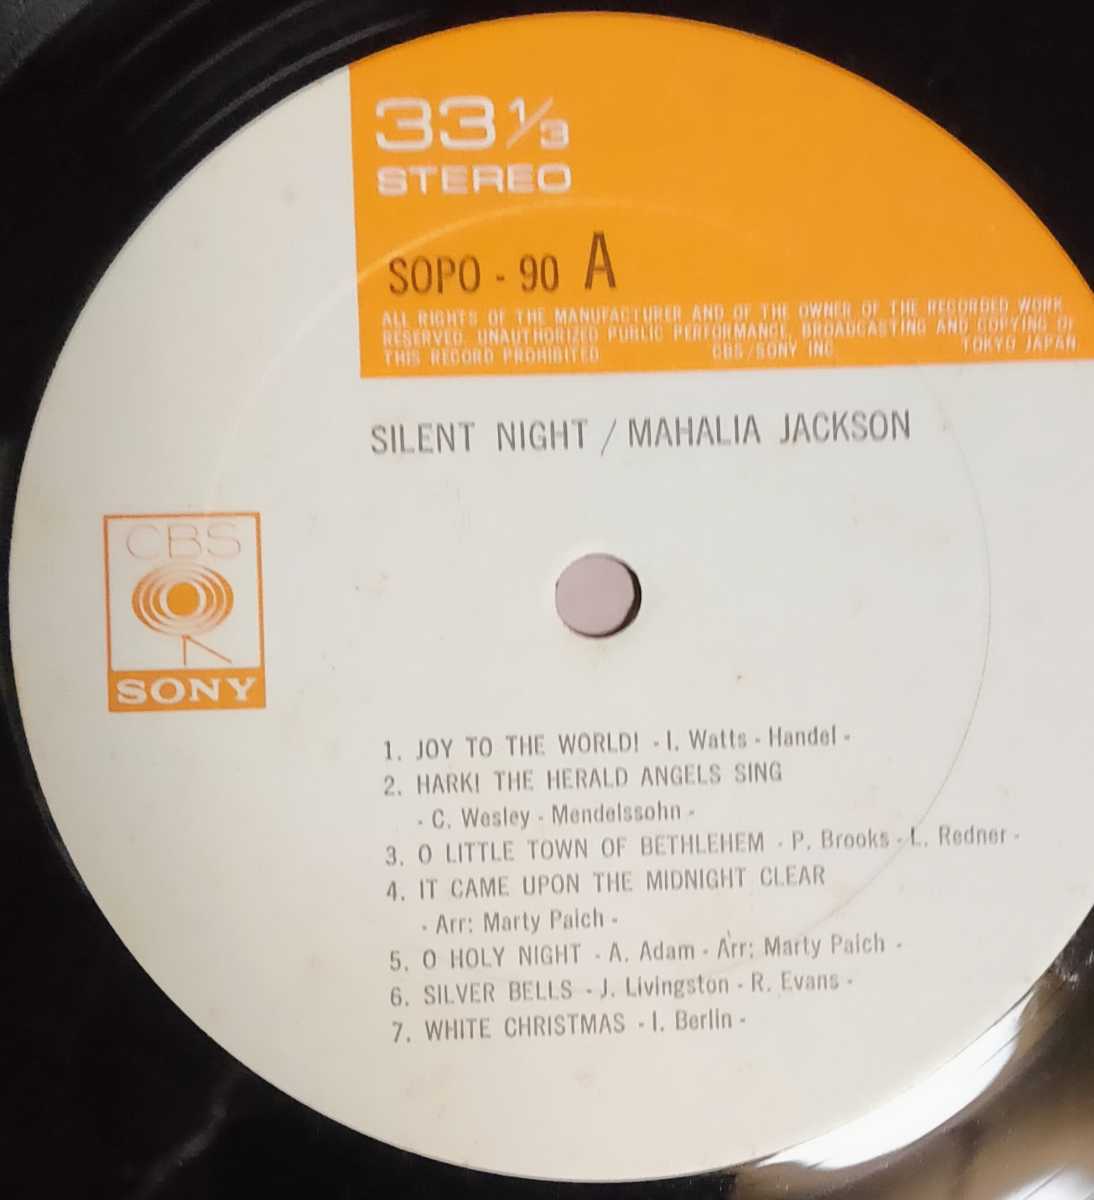 33 1/3
STEREO
SOPO - 90 A
ALL RIGHTS OF THE MANUFACTURER AND OF THE OWNER OF THE RECORDED WORK
RESERVED. UNAUTHORIZED PUBLIC PERFORMANCE, BROADCASTING AND COPYING OF
THIS RECORD PROHIBITED. CBS/SONY INC. TOKYO JAPAN
SILENT NIGHT / MAHALIA JACKSON
CBS
SONY
1. JOY TO THE WORLD! - I. Watts - Handel -
2. HARK! THE HERALD ANGELS SING
- C. Wesley - Mendelssohn -
3. O LITTLE TOWN OF BETHLEHEM - P. Brooks - L. Redner -
4. IT CAME UPON THE MIDNIGHT CLEAR
- Arr: Marty Paich -
5. O HOLY NIGHT - A. Adam - Arr: Marty Paich -
6. SILVER BELLS - J. Livingston - R. Evans -
7. WHITE CHRISTMAS - I. Berlin -